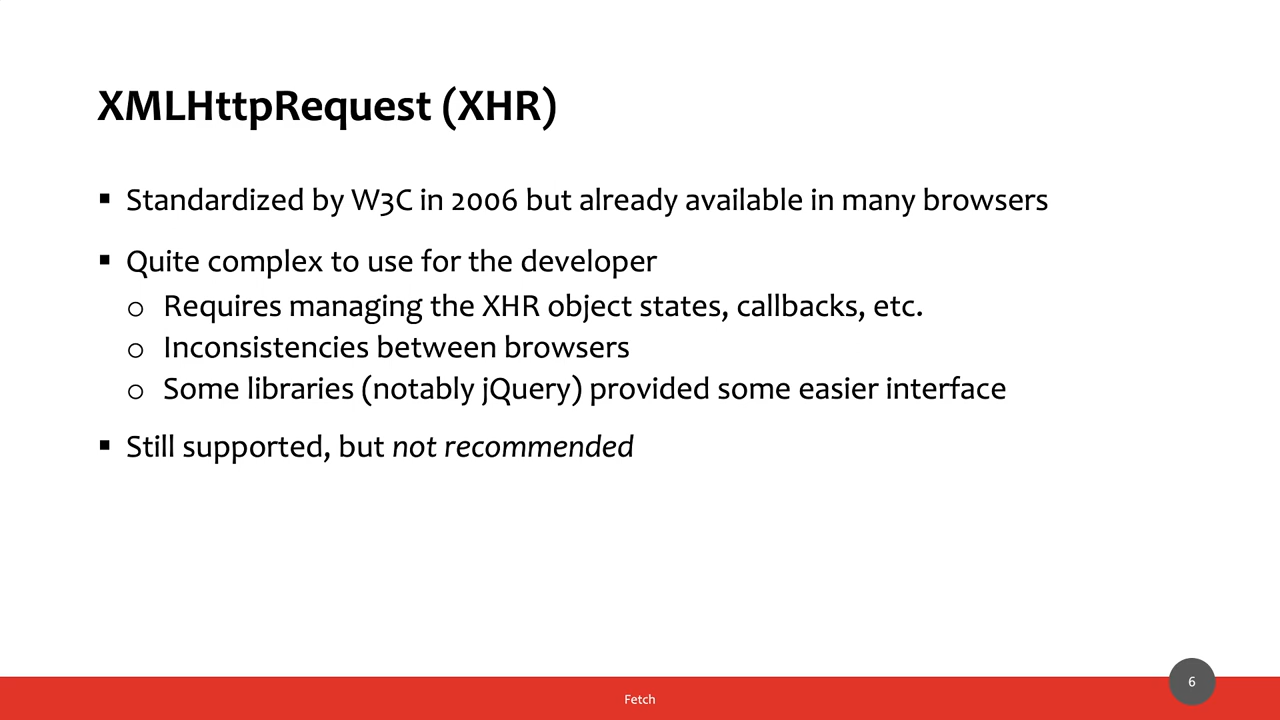 XMLHttpRequest (XHR)
▪ Standardized by W3C in 2006 but already available in many browsers
▪ Quite complex to use for the developer
o Requires managing the XHR object states, callbacks, etc.
o Inconsistencies between browsers
o Some libraries (notably jQuery) provided some easier interface
▪ Still supported, but not recommended
6
Fetch